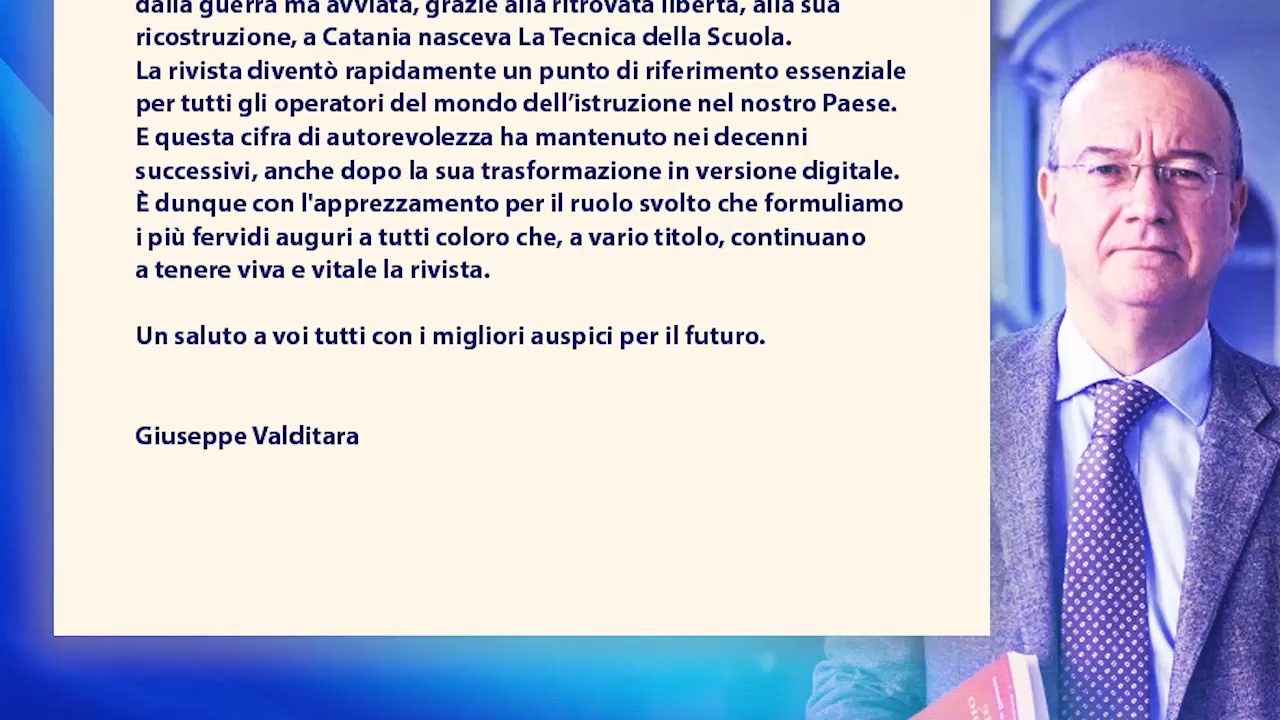 dalla guerra ma avviata, grazie alla ritrovata libertà, alla sua
ricostruzione, a Catania nasceva La Tecnica della Scuola.
La rivista diventò rapidamente un punto di riferimento essenziale
per tutti gli operatori del mondo dell’istruzione nel nostro Paese.
E questa cifra di autorevolezza ha mantenuto nei decenni
successivi, anche dopo la sua trasformazione in versione digitale.
È dunque con l'apprezzamento per il ruolo svolto che formuliamo
i più fervidi auguri a tutti coloro che, a vario titolo, continuano
a tenere viva e vitale la rivista.
Un saluto a voi tutti con i migliori auspici per il futuro.
Giuseppe Valditara